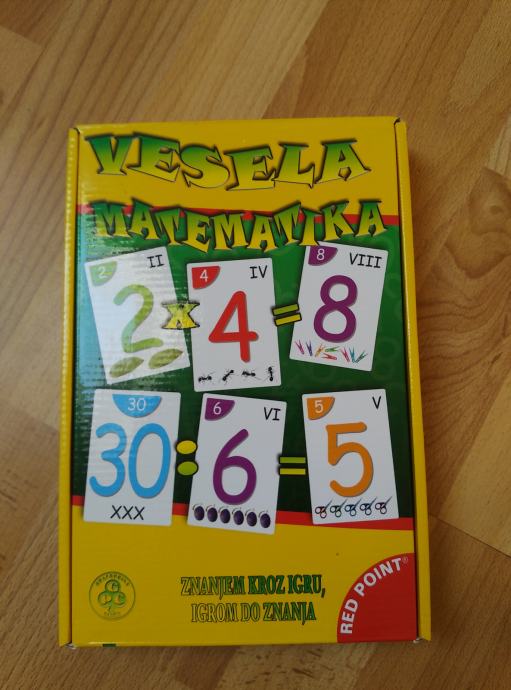 VESELA
MATEMATIKA
2 II
2
x
4 IV
4
=
8 VIII
8
30
30
XXX
:
6 VI
6
=
5 V
5
ZNANJEM KROZ IGRU,
IGROM DO ZNANJA
RED POINT®